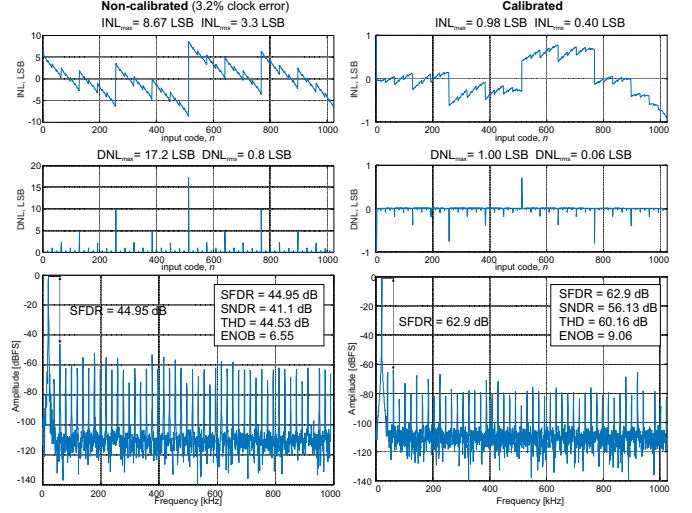 Non-calibrated (3.2% clock error)
INLmax= 8.67 LSB INLrms= 3.3 LSB
INL, LSB
10
5
0
-5
-10
0 200 400 600 800 1000
input code, n
DNLmax= 17.2 LSB DNLrms= 0.8 LSB
DNL, LSB
20
15
10
5
0
0 200 400 600 800 1000
input code, n
Amplitude [dBFS]
0
-20
-40
-60
-80
-100
-120
-140
SFDR = 44.95 dB
SFDR = 44.95 dB
SNDR = 41.1 dB
THD = 44.53 dB
ENOB = 6.55
0 200 400 600 800 1000
Frequency [kHz]
Calibrated
INLmax= 0.98 LSB INLrms= 0.40 LSB
INL, LSB
1
0
-1
0 200 400 600 800 1000
input code, n
DNLmax= 1.00 LSB DNLrms= 0.06 LSB
DNL, LSB
1
0
-1
0 200 400 600 800 1000
input code, n
Amplitude [dBFS]
0
-20
-40
-60
-80
-100
-120
-140
SFDR = 62.9 dB
SFDR = 62.9 dB
SNDR = 56.13 dB
THD = 60.16 dB
ENOB = 9.06
0 200 400 600 800 1000
Frequency [kHz]